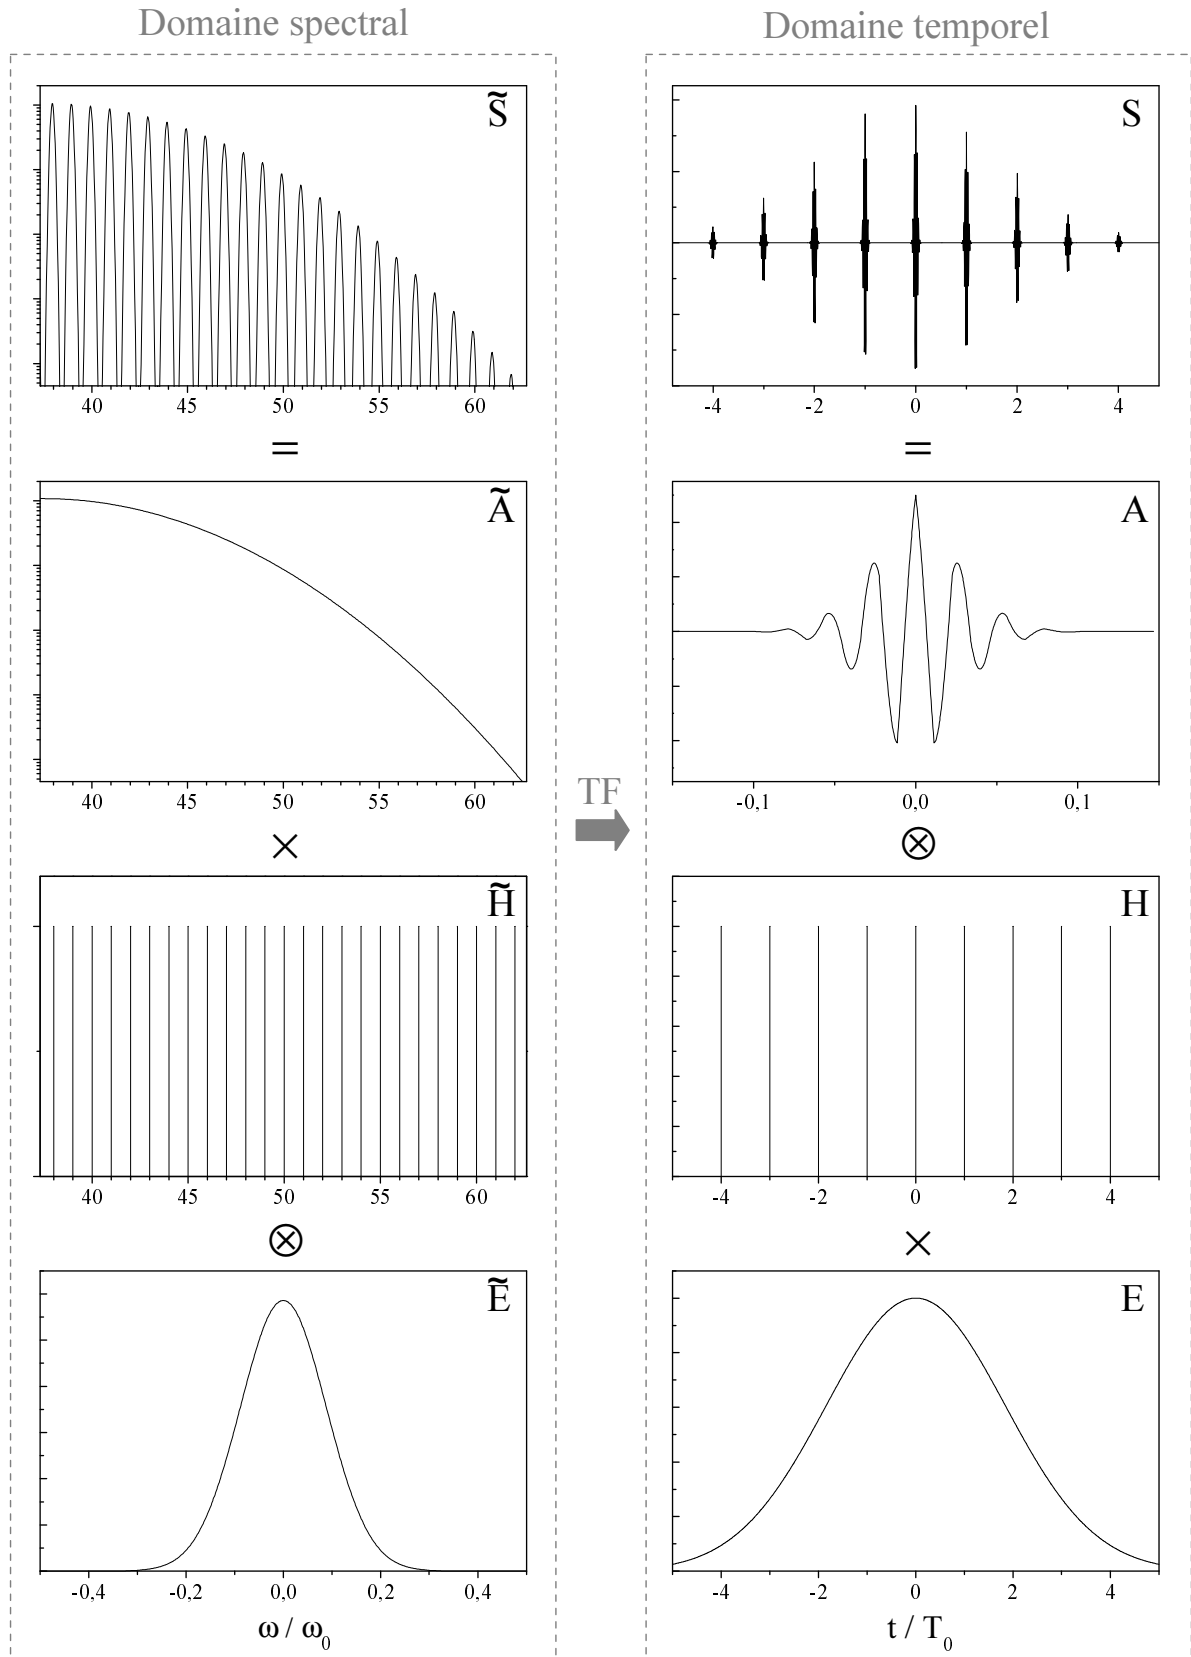 Domaine spectral
S̃
40 45 50 55 60
=
Ã
40 45 50 55 60
×
H̃
40 45 50 55 60
⊗
Ẽ
-0,4 -0,2 0,0 0,2 0,4
ω / ω₀
TF
Domaine temporel
S
-4 -2 0 2 4
=
A
-0,1 0,0 0,1
⊗
H
-4 -2 0 2 4
×
E
-4 -2 0 2 4
t / T₀